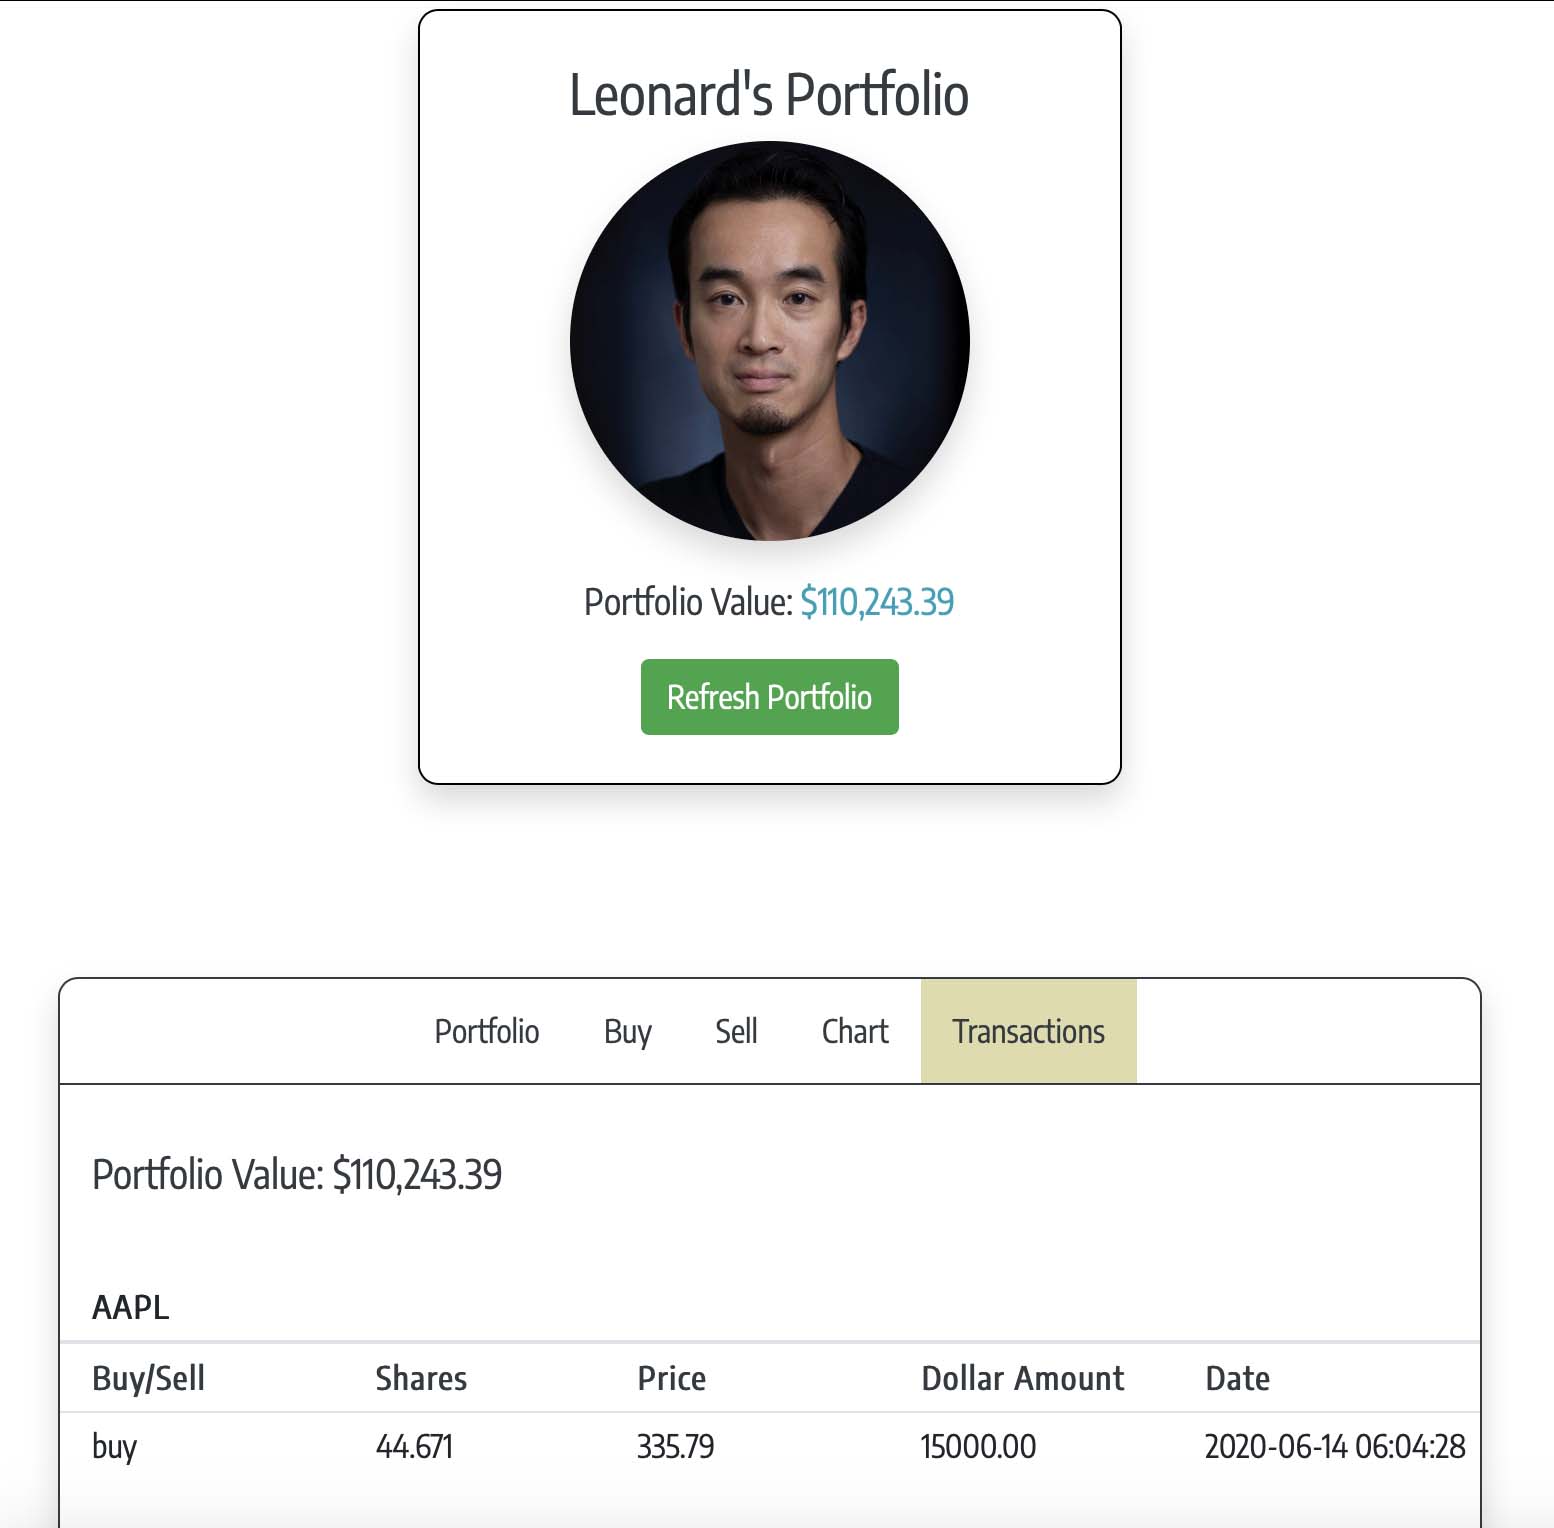 Leonard's Portfolio
Portfolio Value: $110,243.39
Refresh Portfolio
Portfolio Buy Sell Chart Transactions
Portfolio Value: $110,243.39
AAPL
Buy/Sell Shares Price Dollar Amount Date
buy 44.671 335.79 15000.00 2020-06-14 06:04:28